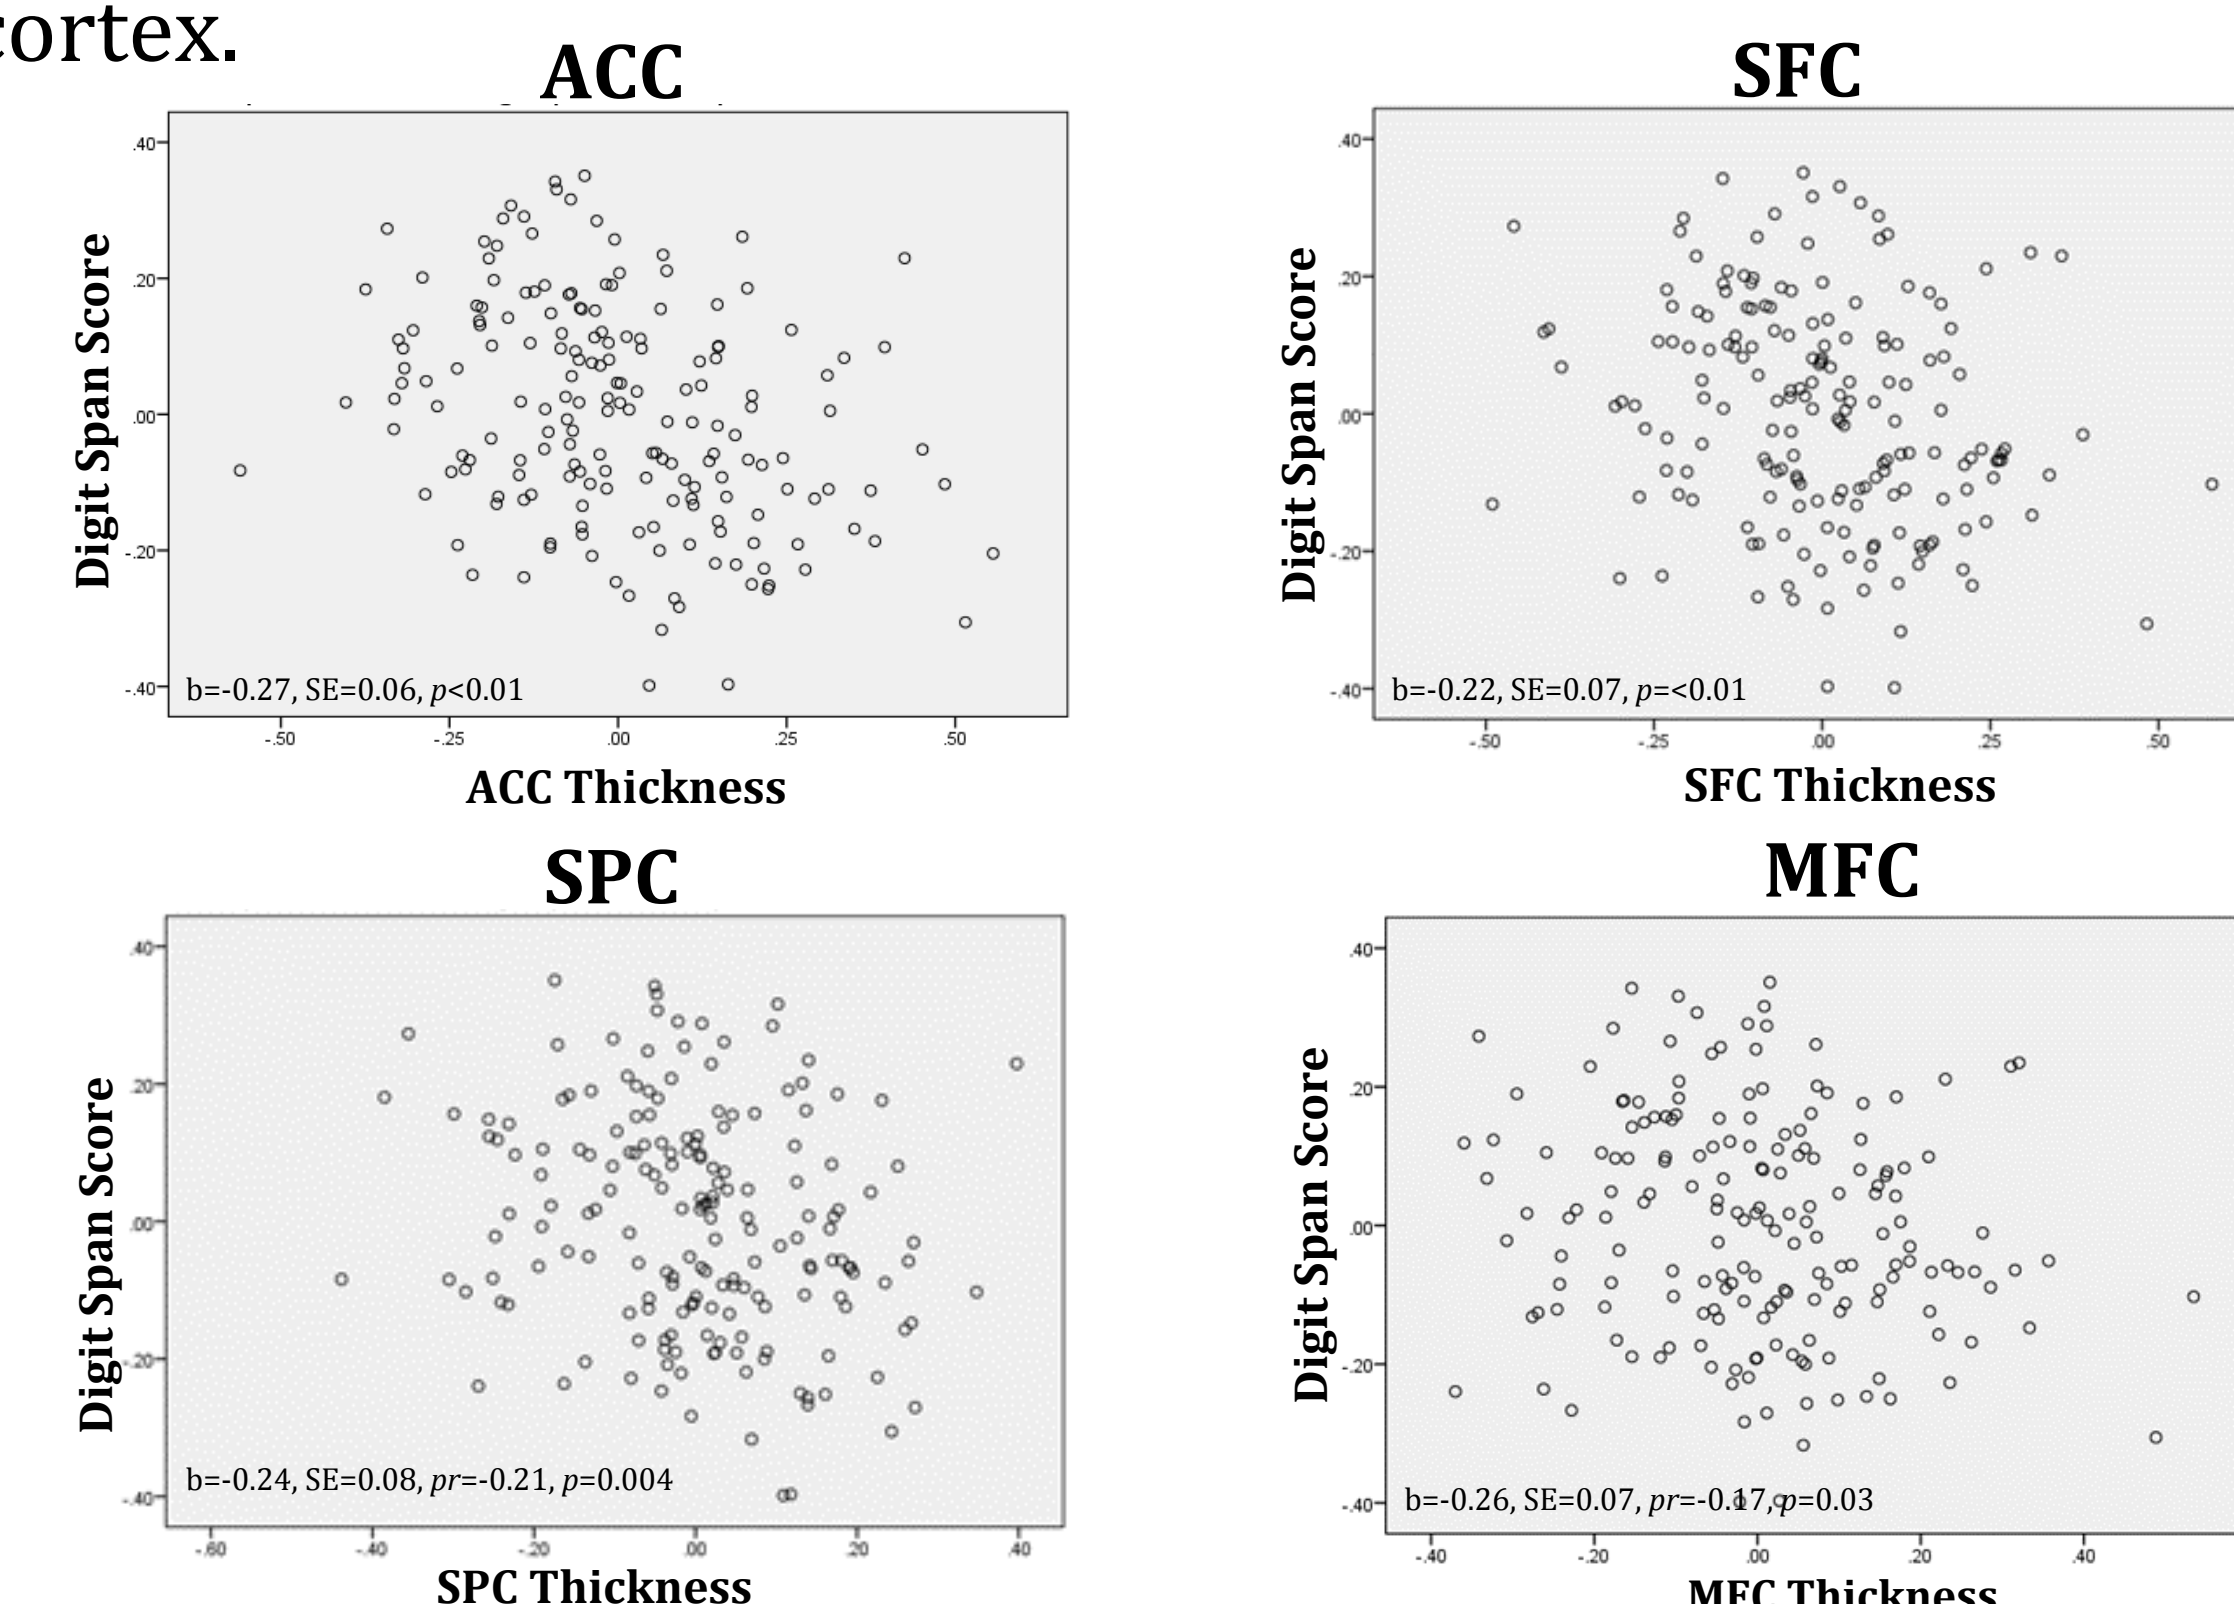 cortex.
ACC
Digit Span Score
.40
.20
.00
-.20
-.40
b=-0.27, SE=0.06, p<0.01
-.50 -.25 .00 .25 .50
ACC Thickness
SFC
Digit Span Score
.40
.20
.00
-.20
-.40
b=-0.22, SE=0.07, p=<0.01
-.50 -.25 .00 .25 .50
SFC Thickness
SPC
Digit Span Score
.40
.20
.00
-.20
-.40
b=-0.24, SE=0.08, pr=-0.21, p=0.004
-.60 -.40 -.20 .00 .20 .40
SPC Thickness
MFC
Digit Span Score
.40
.20
.00
-.20
-.40
b=-0.26, SE=0.07, pr=-0.17, p=0.03
-.40 -.20 .00 .20 .40
MFC Thickness